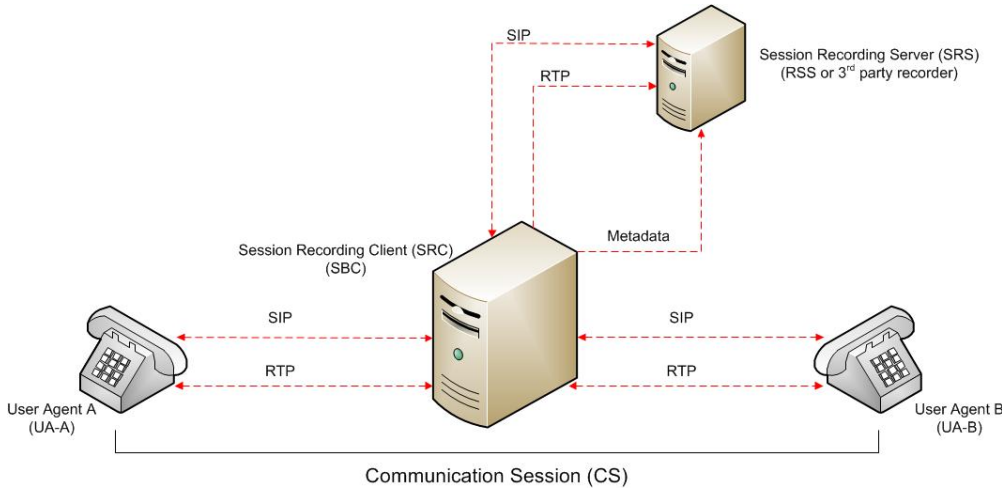 SIP
Session Recording Server (SRS)
(RSS or 3rd party recorder)
RTP
Metadata
Session Recording Client (SRC)
(SBC)
SIP
SIP
RTP
RTP
User Agent A
(UA-A)
User Agent B
(UA-B)
Communication Session (CS)